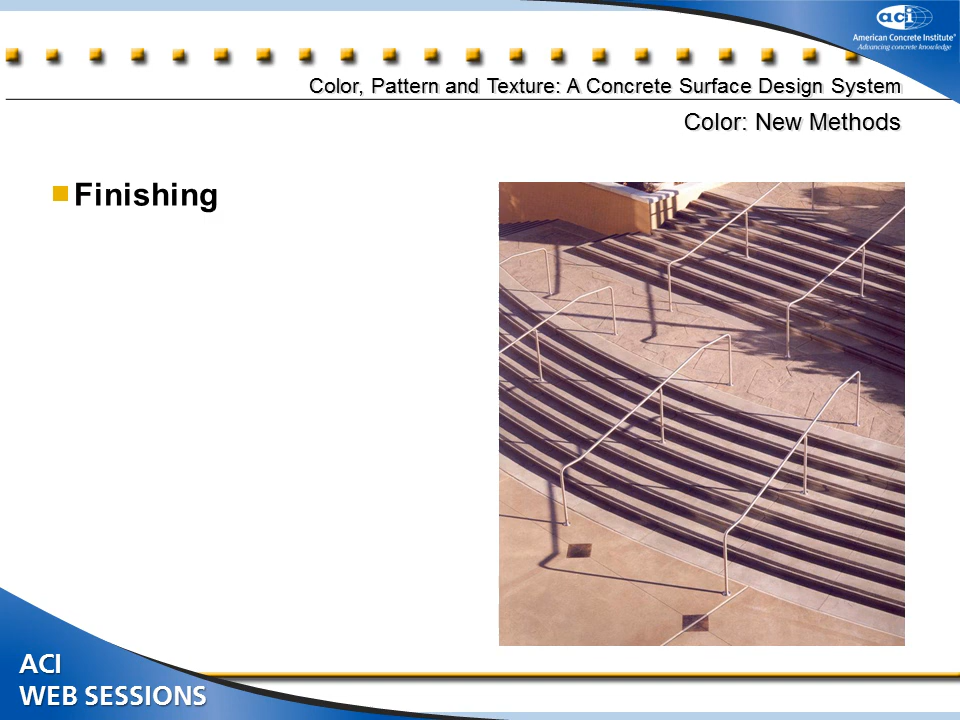 aci
American Concrete Institute®
Advancing concrete knowledge
Color, Pattern and Texture: A Concrete Surface Design System
Color: New Methods
Finishing
ACI
WEB SESSIONS